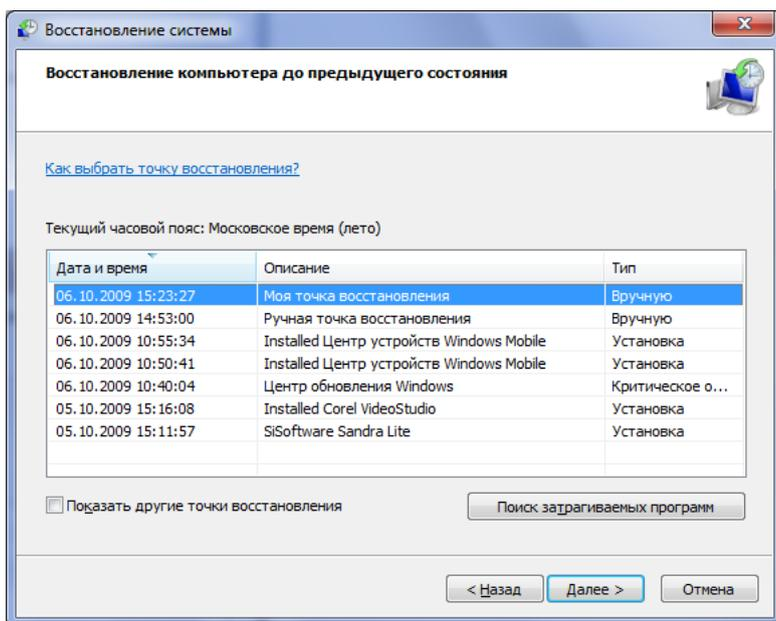 Восстановление системы
Восстановление компьютера до предыдущего состояния
Как выбрать точку восстановления?
Текущий часовой пояс: Московское время (лето)
Дата и время Описание Тип
06.10.2009 15:23:27 Моя точка восстановления Вручную
06.10.2009 14:53:00 Ручная точка восстановления Вручную
06.10.2009 10:55:34 Installed Центр устройств Windows Mobile Установка
06.10.2009 10:50:41 Installed Центр устройств Windows Mobile Установка
06.10.2009 10:40:04 Центр обновления Windows Критическое о...
05.10.2009 15:16:08 Installed Corel VideoStudio Установка
05.10.2009 15:11:57 SiSoftware Sandra Lite Установка
Показать другие точки восстановления Поиск затрагиваемых программ
< Назад Далее > Отмена